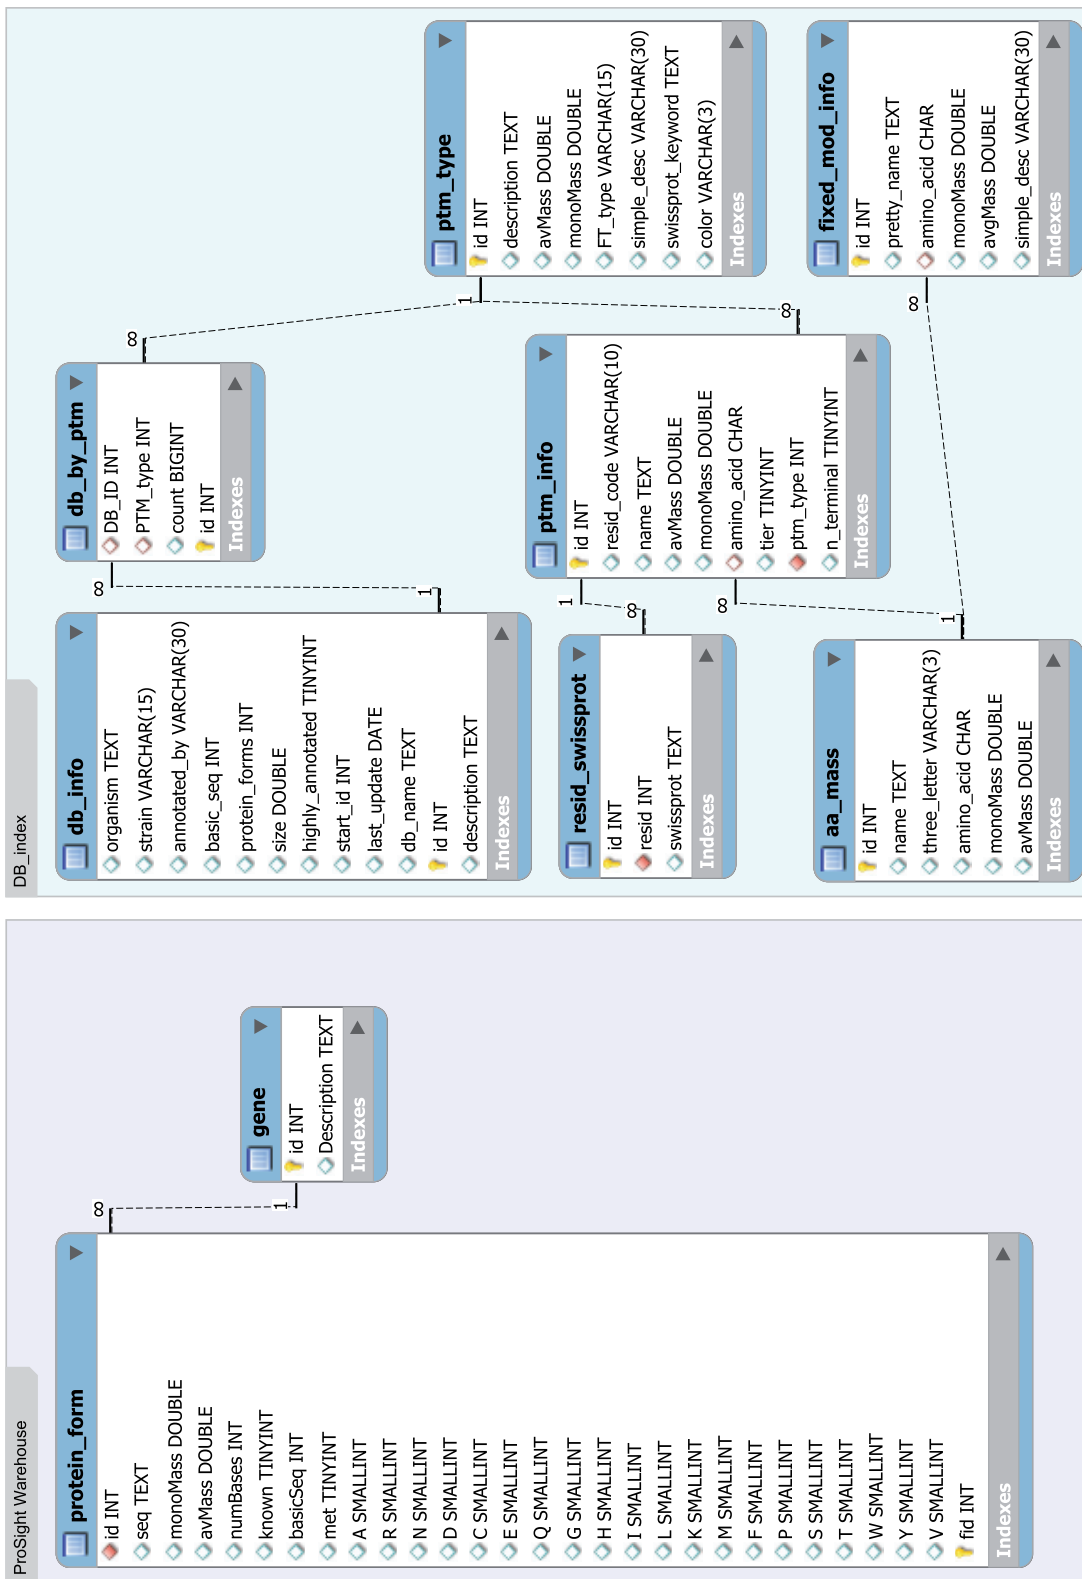 ProSight Warehouse
protein_form
id INT
seq TEXT
monoMass DOUBLE
avMass DOUBLE
numBases INT
known TINYINT
basicSeq INT
met TINYINT
A SMALLINT
R SMALLINT
N SMALLINT
D SMALLINT
C SMALLINT
E SMALLINT
Q SMALLINT
G SMALLINT
H SMALLINT
I SMALLINT
L SMALLINT
K SMALLINT
M SMALLINT
F SMALLINT
P SMALLINT
S SMALLINT
T SMALLINT
W SMALLINT
Y SMALLINT
V SMALLINT
fid INT
Indexes
∞
1
gene
id INT
Description TEXT
Indexes
DB_index
db_info
organism TEXT
strain VARCHAR(15)
annotated_by VARCHAR(30)
basic_seq INT
protein_forms INT
size DOUBLE
highly_annotated TINYINT
start_id INT
last_update DATE
db_name TEXT
id INT
description TEXT
Indexes
∞
1
db_by_ptm
DB_ID INT
PTM_type INT
count BIGINT
id INT
Indexes
∞
1
ptm_type
id INT
description TEXT
avMass DOUBLE
monoMass DOUBLE
FT_type VARCHAR(15)
simple_desc VARCHAR(30)
swissprot_keyword TEXT
color VARCHAR(3)
Indexes
resid_swissprot
id INT
resid INT
swissprot TEXT
Indexes
1
∞
ptm_info
id INT
resid_code VARCHAR(10)
name TEXT
avMass DOUBLE
monoMass DOUBLE
amino_acid CHAR
tier TINYINT
ptm_type INT
n_terminal TINYINT
Indexes
∞
∞
1
aa_mass
id INT
name TEXT
three_letter VARCHAR(3)
amino_acid CHAR
monoMass DOUBLE
avMass DOUBLE
Indexes
∞
fixed_mod_info
id INT
pretty_name TEXT
amino_acid CHAR
monoMass DOUBLE
avgMass DOUBLE
simple_desc VARCHAR(30)
Indexes